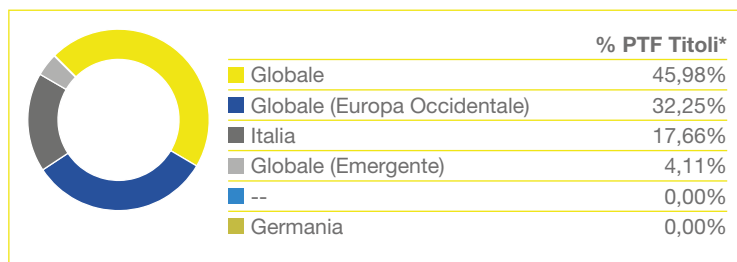 % PTF Titoli*
Globale 45,98%
Globale (Europa Occidentale) 32,25%
Italia 17,66%
Globale (Emergente) 4,11%
-- 0,00%
Germania 0,00%